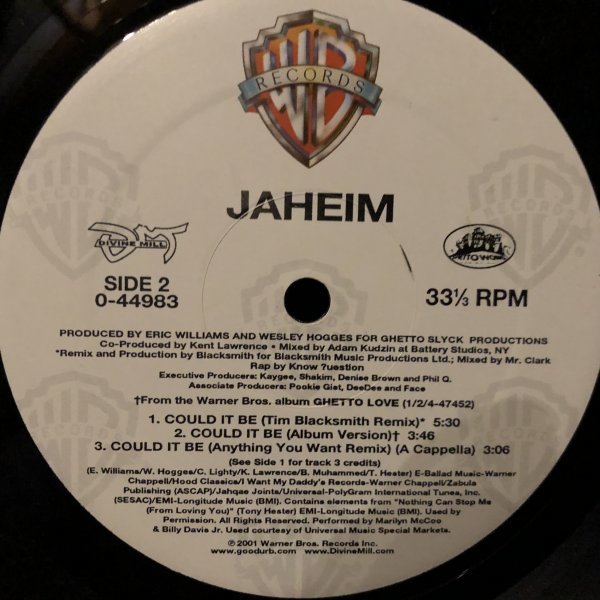 WB
RECORDS
JAHEIM
DMT
DIVINE MILL
SIDE 2
0-44983
33⅓ RPM
PRODUCED BY ERIC WILLIAMS AND WESLEY HOGGES FOR GHETTO SLYCK PRODUCTIONS
Co-Produced by Kent Lawrence • Mixed by Adam Kudzin at Battery Studios, NY
*Remix and Production by Blacksmith for Blacksmith Music Productions Ltd.; Mixed by Mr. Clark
Rap by Know ?uestion
Executive Producers: Kaygee, Shakim, Denise Brown and Phil Q.
Associate Producers: Pookie Gist, DeeDee and Face
†From the Warner Bros. album GHETTO LOVE (1/2/4-47452)
1. COULD IT BE (Tim Blacksmith Remix)* 5:30
2. COULD IT BE (Album Version)† 3:46
3. COULD IT BE (Anything You Want Remix) (A Cappella) 3:06
(See Side 1 for track 3 credits)
(E. Williams/W. Hogges/C. Lighty/K. Lawrence/B. Muhammed/T. Hester) E-Ballad Music-Warner
Chappell/Hood Classics/I Want My Daddy's Records-Warner Chappell/Zabula
Publishing (ASCAP)/Jahqae Joints/Universal-PolyGram International Tunes, Inc.
(SESAC)/EMI-Longitude Music (BMI). Contains elements from "Nothing Can Stop Me
(From Loving You)" (Tony Hester) EMI-Longitude Music (BMI). Used by
Permission. All Rights Reserved. Performed by Marilyn McCoo
& Billy Davis Jr. Used courtesy of Universal Music Special Markets.
℗ 2001 Warner Bros. Records Inc.
www.goodurb.com www.DivineMill.com